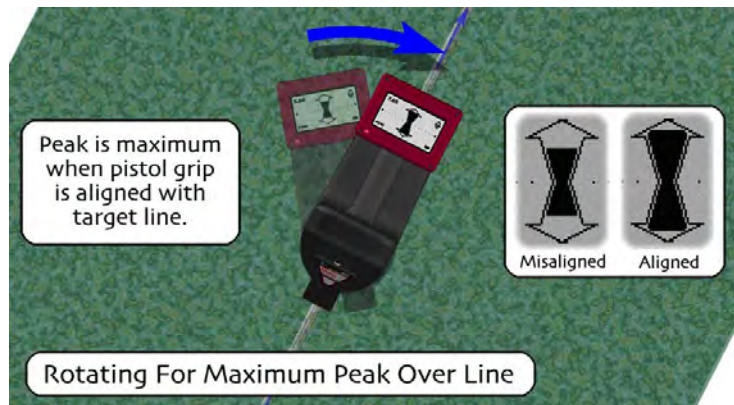 Peak is maximum
when pistol grip
is aligned with
target line.
Misaligned
Aligned
Rotating For Maximum Peak Over Line